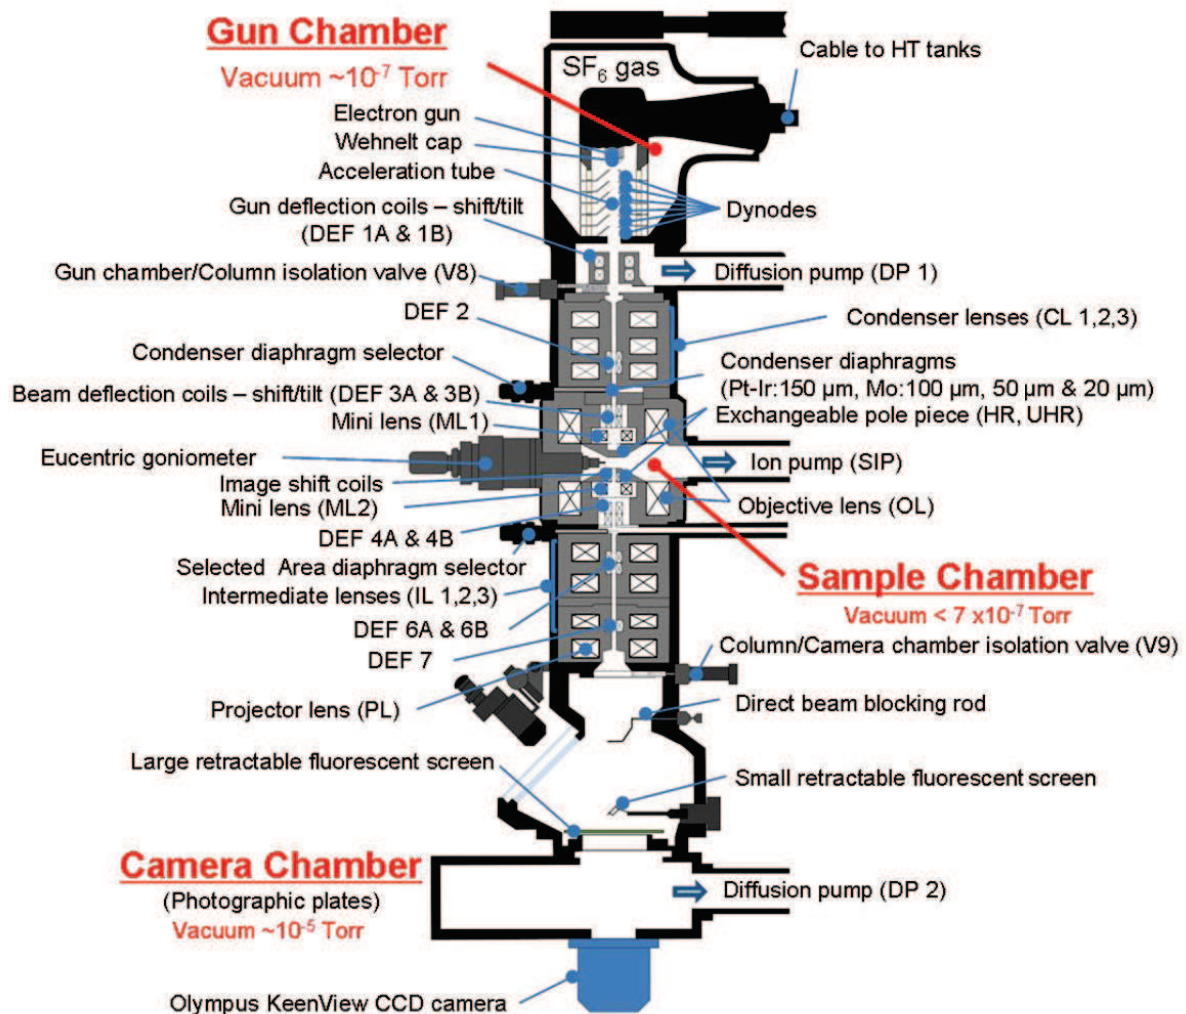 Gun Chamber
Vacuum ~10⁻⁷ Torr
SF₆ gas
Cable to HT tanks
Electron gun
Wehnelt cap
Acceleration tube
Gun deflection coils – shift/tilt
(DEF 1A & 1B)
Dynodes
Gun chamber/Column isolation valve (V8)
Diffusion pump (DP 1)
DEF 2
Condenser lenses (CL 1,2,3)
Condenser diaphragm selector
Condenser diaphragms
(Pt-Ir:150 µm, Mo:100 µm, 50 µm & 20 µm)
Beam deflection coils – shift/tilt (DEF 3A & 3B)
Exchangeable pole piece (HR, UHR)
Mini lens (ML1)
Eucentric goniometer
Ion pump (SIP)
Image shift coils
Mini lens (ML2)
Objective lens (OL)
DEF 4A & 4B
Selected Area diaphragm selector
Sample Chamber
Vacuum < 7 x10⁻⁷ Torr
Intermediate lenses (IL 1,2,3)
DEF 6A & 6B
Column/Camera chamber isolation valve (V9)
DEF 7
Projector lens (PL)
Direct beam blocking rod
Large retractable fluorescent screen
Small retractable fluorescent screen
Camera Chamber
(Photographic plates)
Vacuum ~10⁻⁵ Torr
Diffusion pump (DP 2)
Olympus KeenView CCD camera